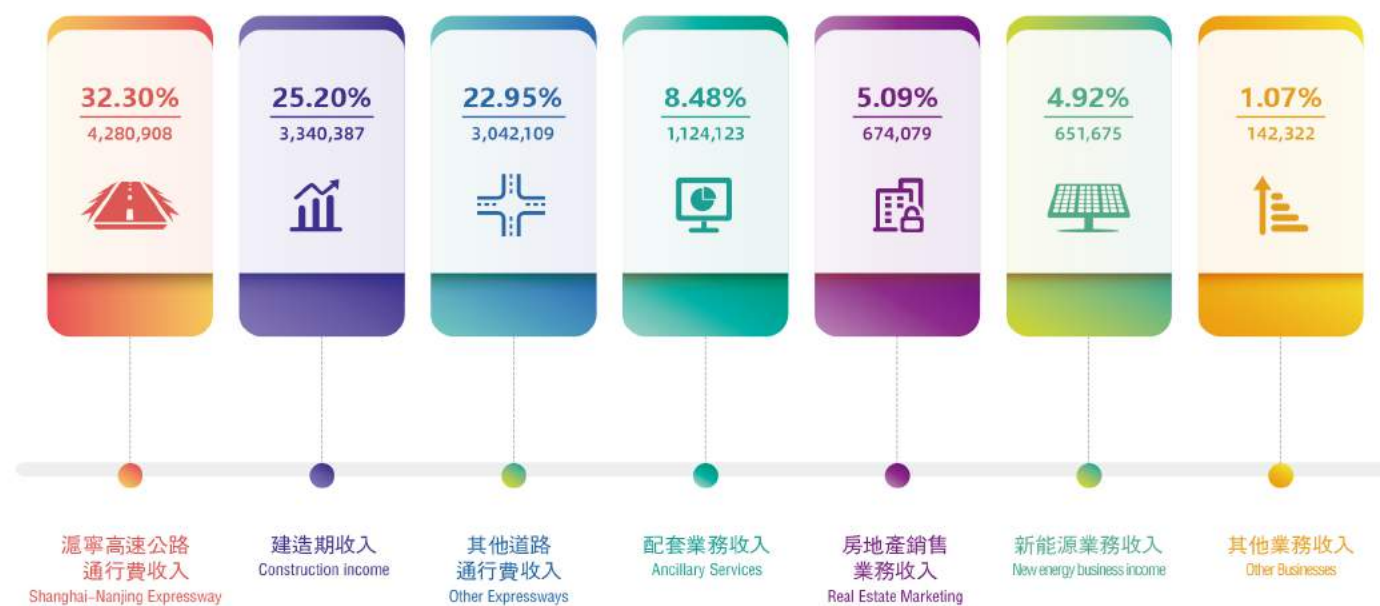 32.30%
4,280,908
25.20%
3,340,387
22.95%
3,042,109
8.48%
1,124,123
5.09%
674,079
4.92%
651,675
1.07%
142,322
滬寧高速公路
通行費收入
Shanghai–Nanjing Expressway
建造期收入
Construction income
其他道路
通行費收入
Other Expressways
配套業務收入
Ancillary Services
房地產銷售
業務收入
Real Estate Marketing
新能源業務收入
New energy business income
其他業務收入
Other Businesses